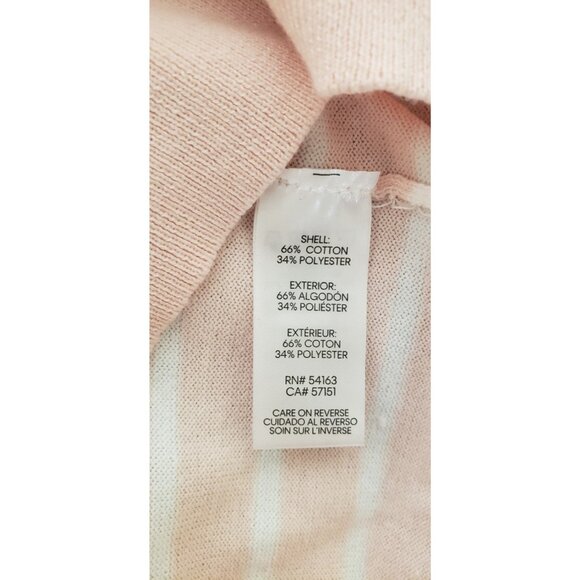 SHELL:
66% COTTON
34% POLYESTER
EXTERIOR:
66% ALGODÓN
34% POLIÉSTER
EXTÉRIEUR:
66% COTON
34% POLYESTER
RN# 54163
CA# 57151
CARE ON REVERSE
CUIDADO AL REVERSO
SOIN SUR L'INVERSE